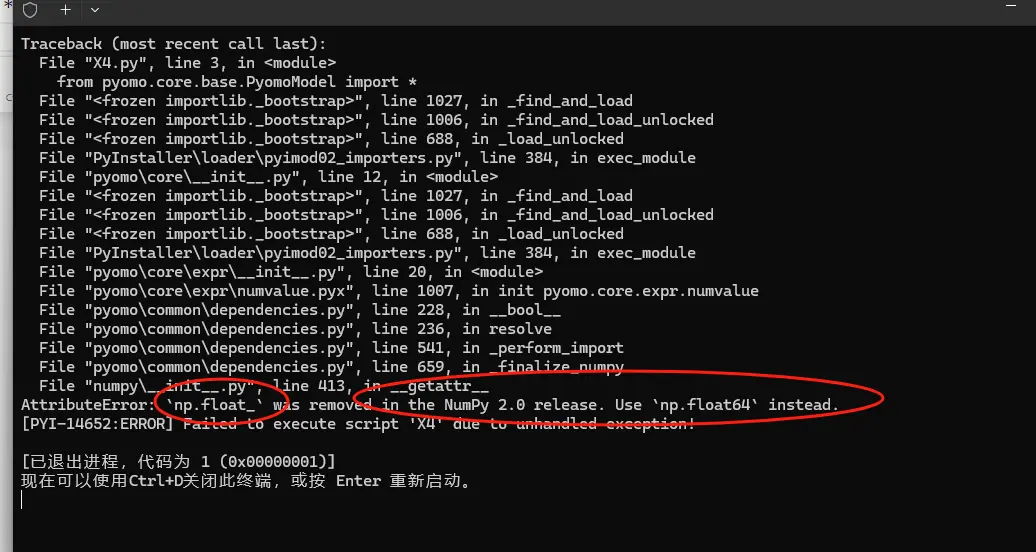 Traceback (most recent call last):
File "X4.py", line 3, in <module>
from pyomo.core.base.PyomoModel import *
File "<frozen importlib._bootstrap>", line 1027, in _find_and_load
File "<frozen importlib._bootstrap>", line 1006, in _find_and_load_unlocked
File "<frozen importlib._bootstrap>", line 688, in _load_unlocked
File "PyInstaller\loader\pyimod02_importers.py", line 384, in exec_module
File "pyomo\core\__init__.py", line 12, in <module>
File "<frozen importlib._bootstrap>", line 1027, in _find_and_load
File "<frozen importlib._bootstrap>", line 1006, in _find_and_load_unlocked
File "<frozen importlib._bootstrap>", line 688, in _load_unlocked
File "PyInstaller\loader\pyimod02_importers.py", line 384, in exec_module
File "pyomo\core\expr\__init__.py", line 20, in <module>
File "pyomo\core\expr\numvalue.pyx", line 1007, in init pyomo.core.expr.numvalue
File "pyomo\common\dependencies.py", line 228, in __bool__
File "pyomo\common\dependencies.py", line 236, in resolve
File "pyomo\common\dependencies.py", line 541, in _perform_import
File "pyomo\common\dependencies.py", line 659, in _finalize_numpy
File "numpy\__init__.py", line 413, in __getattr__
AttributeError: `np.float_` was removed in the NumPy 2.0 release. Use `np.float64` instead.
[PYI-14652:ERROR] Failed to execute script 'X4' due to unhandled exception!
[已退出进程，代码为 1 (0x00000001)]
现在可以使用Ctrl+D关闭此终端，或按 Enter 重新启动。